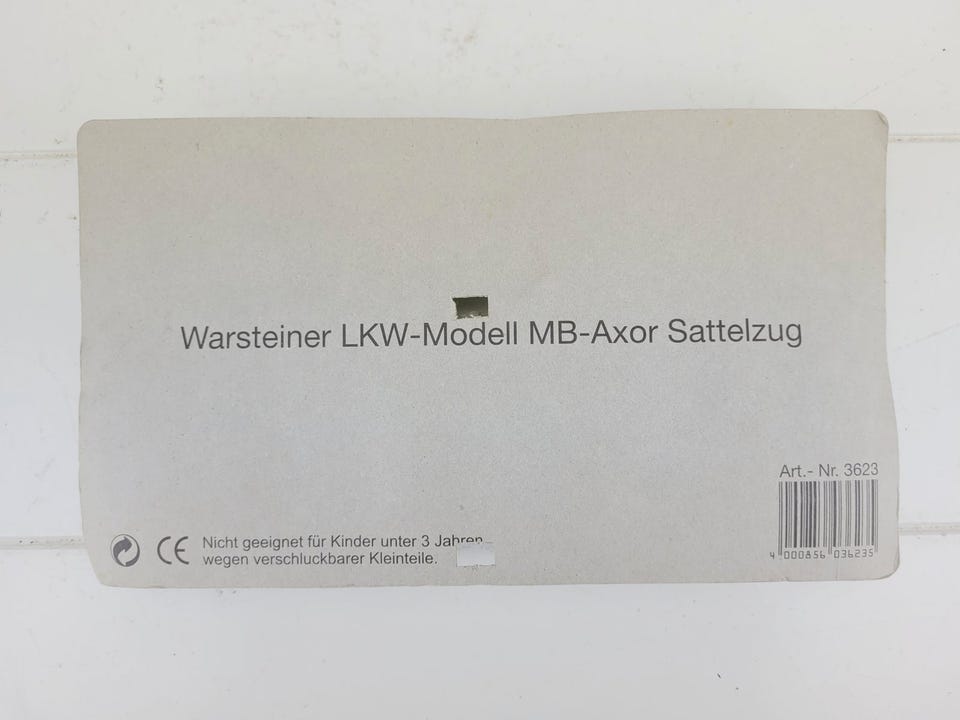 Warsteiner LKW-Modell MB-Axor Sattelzug
Art.- Nr. 3623
4 000856 036235
CE Nicht geeignet für Kinder unter 3 Jahren
wegen verschluckbarer Kleinteile.